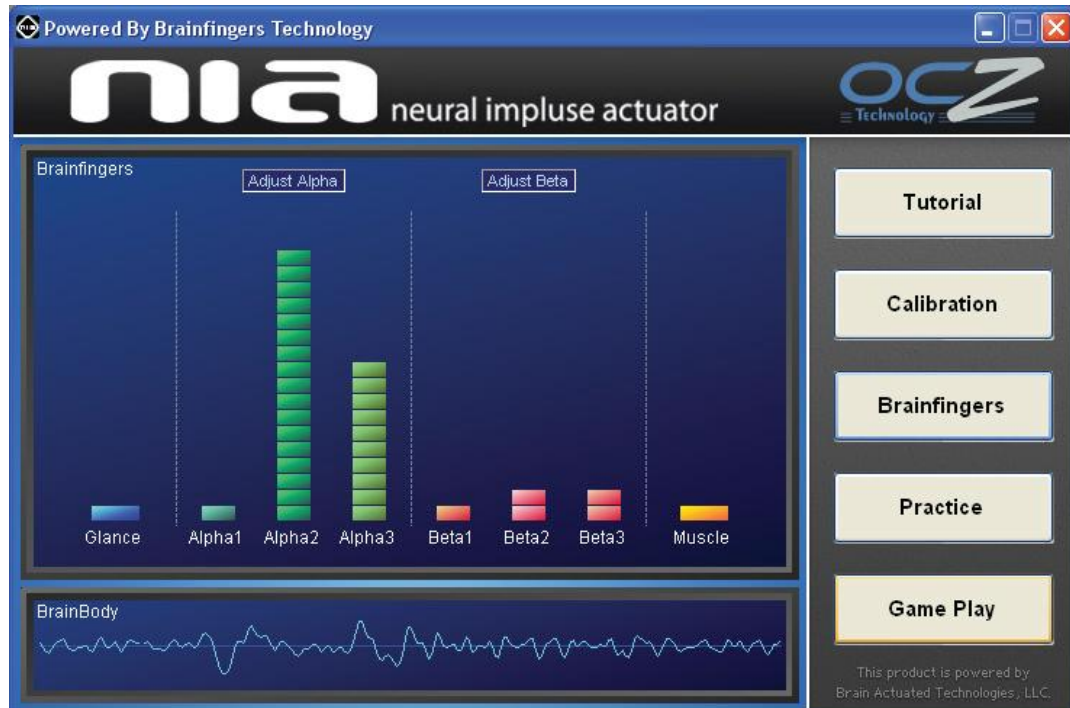 Powered By Brainfingers Technology
nia neural impluse actuator
OCZ
Technology
Brainfingers
Adjust Alpha
Adjust Beta
Glance
Alpha1
Alpha2
Alpha3
Beta1
Beta2
Beta3
Muscle
BrainBody
Tutorial
Calibration
Brainfingers
Practice
Game Play
This product is powered by
Brain Actuated Technologies, LLC.